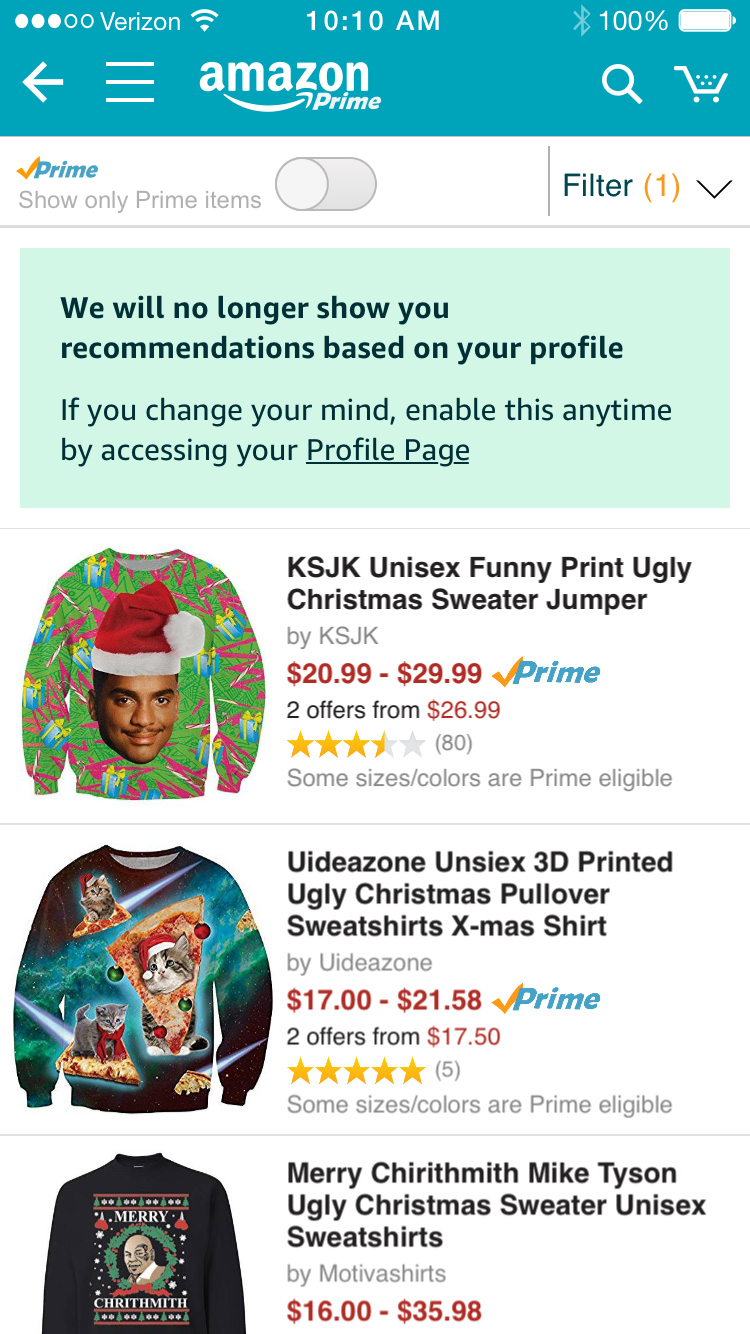 Verizon 10:10 AM 100%
amazon
Prime
Prime
Show only Prime items
Filter (1)
We will no longer show you
recommendations based on your profile
If you change your mind, enable this anytime
by accessing your Profile Page
KSJK Unisex Funny Print Ugly
Christmas Sweater Jumper
by KSJK
$20.99 - $29.99 Prime
2 offers from $26.99
(80)
Some sizes/colors are Prime eligible
Uideazone Unsiex 3D Printed
Ugly Christmas Pullover
Sweatshirts X-mas Shirt
by Uideazone
$17.00 - $21.58 Prime
2 offers from $17.50
(5)
Some sizes/colors are Prime eligible
MERRY
CHRITHMITH
Merry Chirithmith Mike Tyson
Ugly Christmas Sweater Unisex
Sweatshirts
by Motivashirts
$16.00 - $35.98